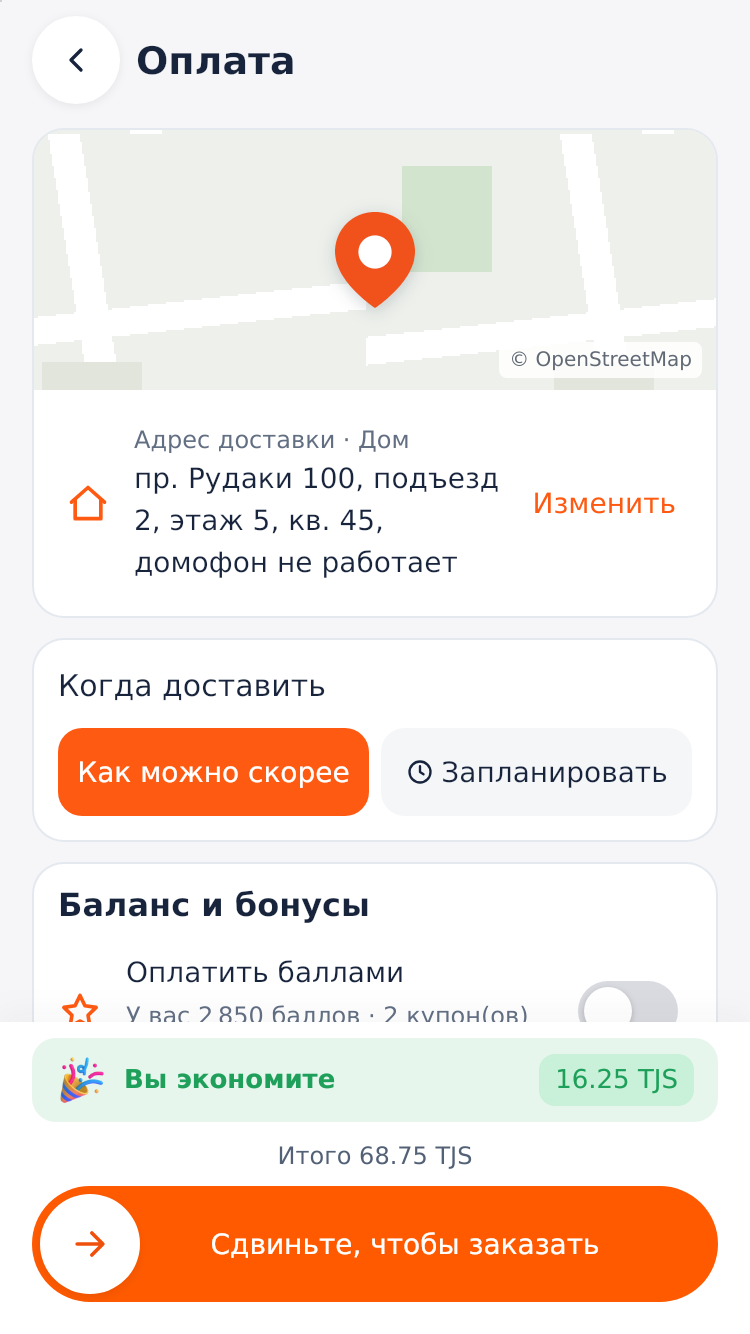 Оплата
© OpenStreetMap
Адрес доставки · Дом
пр. Рудаки 100, подъезд
2, этаж 5, кв. 45,
домофон не работает
Изменить
Когда доставить
Как можно скорее
Запланировать
Баланс и бонусы
Оплатить баллами
У вас 2 850 баллов · 2 купон(ов)
Вы экономите
16.25 TJS
Итого 68.75 TJS
Сдвиньте, чтобы заказать